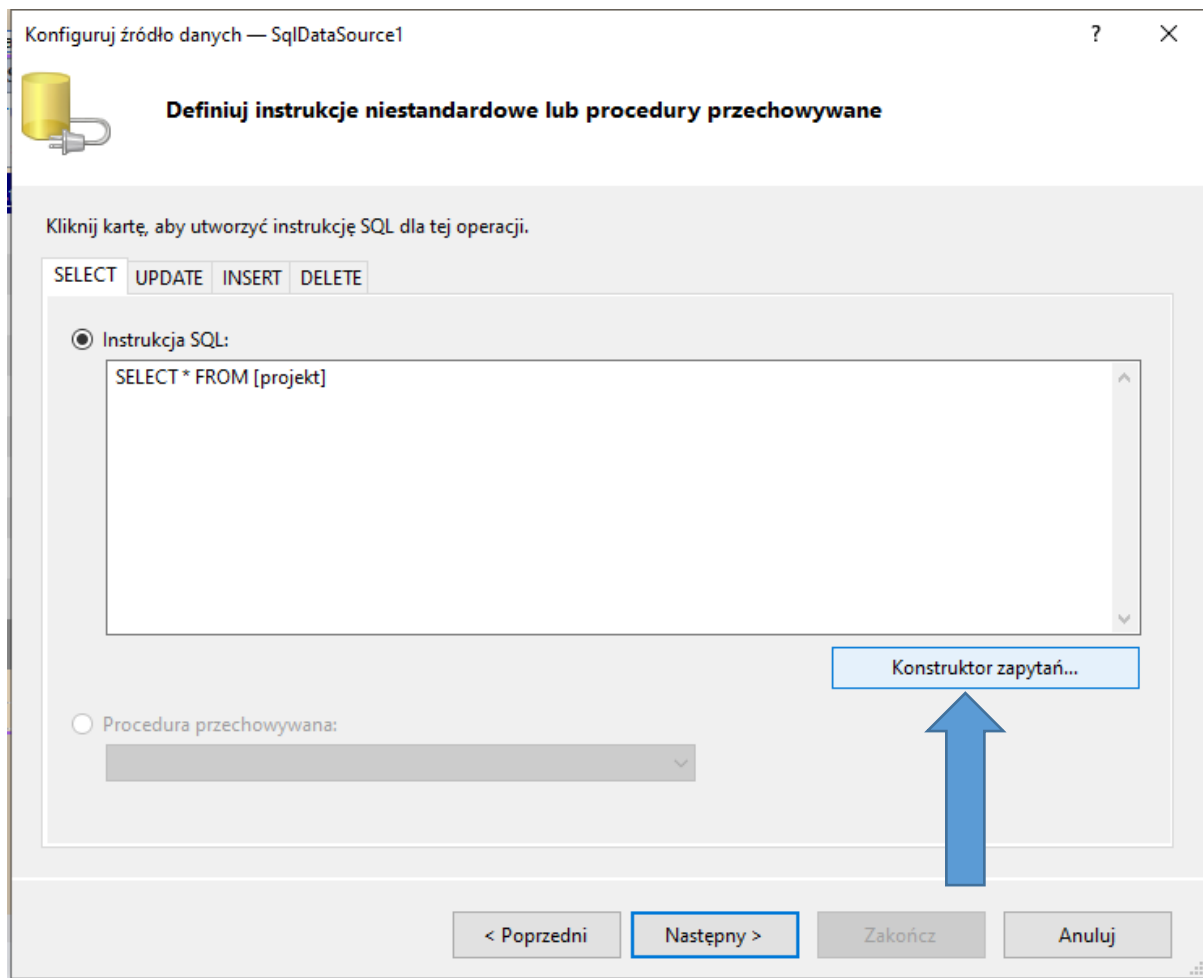 Konfiguruj źródło danych — SqlDataSource1
?
Definiuj instrukcje niestandardowe lub procedury przechowywane
Kliknij kartę, aby utworzyć instrukcję SQL dla tej operacji.
SELECT UPDATE INSERT DELETE
Instrukcja SQL:
SELECT * FROM [projekt]
Konstruktor zapytań...
Procedura przechowywana:
< Poprzedni Następny > Zakończ Anuluj